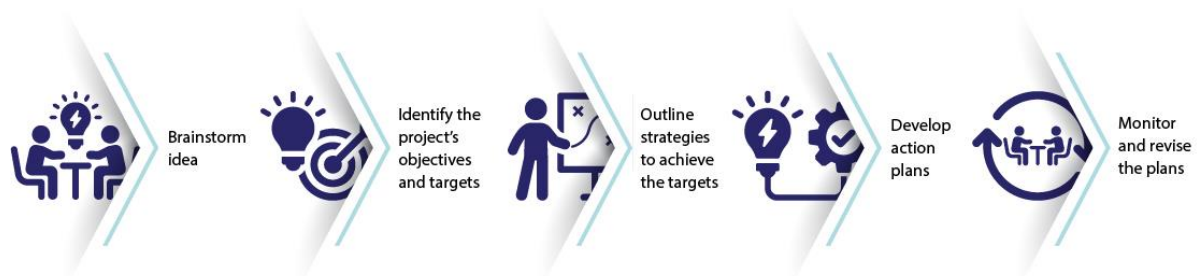 Brainstorm
idea
Identify the
project's
objectives
and targets
Outline
strategies
to achieve
the targets
Develop
action
plans
Monitor
and revise
the plans